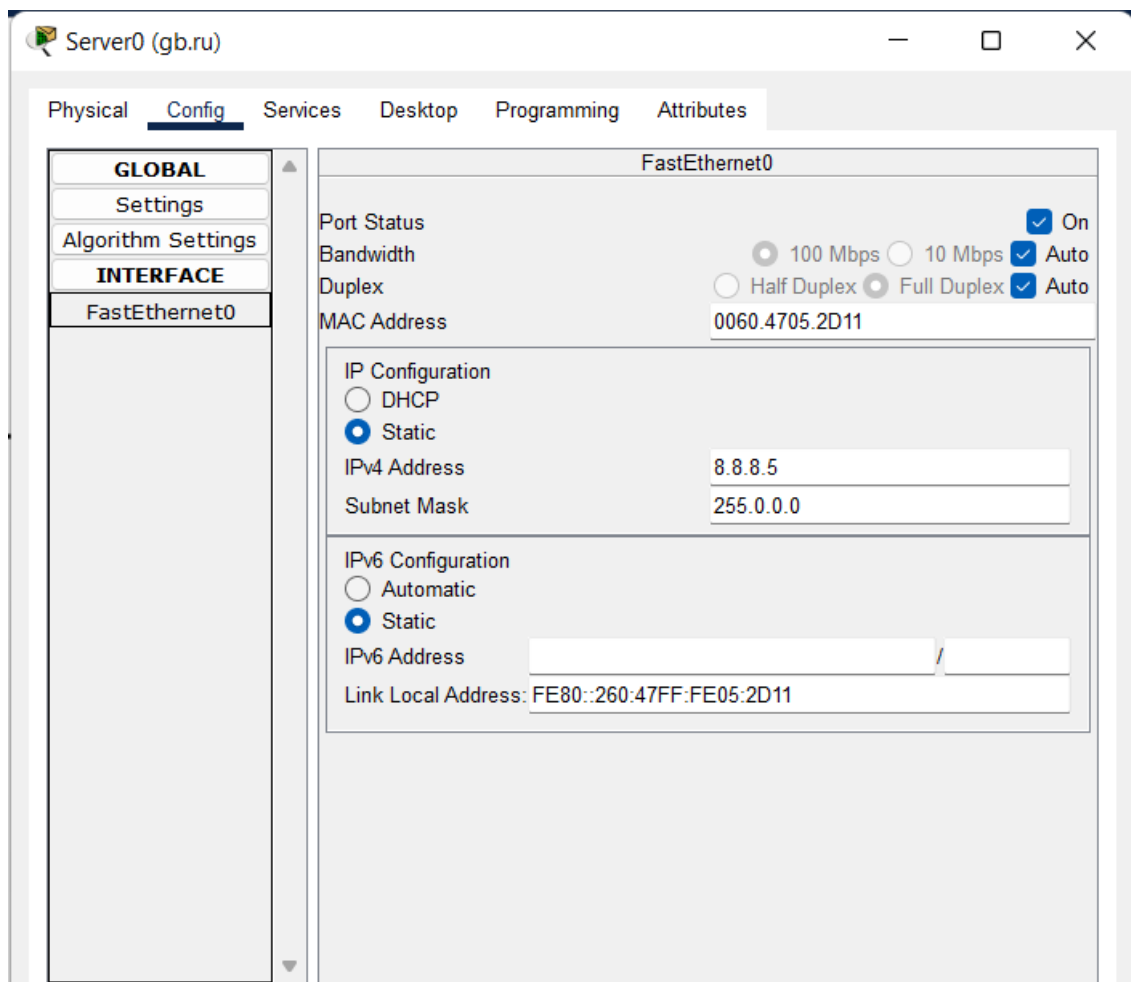 Server0 (gb.ru)
Physical Config Services Desktop Programming Attributes
GLOBAL
Settings
Algorithm Settings
INTERFACE
FastEthernet0
FastEthernet0
Port Status On
Bandwidth 100 Mbps 10 Mbps Auto
Duplex Half Duplex Full Duplex Auto
MAC Address 0060.4705.2D11
IP Configuration
DHCP
Static
IPv4 Address 8.8.8.5
Subnet Mask 255.0.0.0
IPv6 Configuration
Automatic
Static
IPv6 Address /
Link Local Address: FE80::260:47FF:FE05:2D11